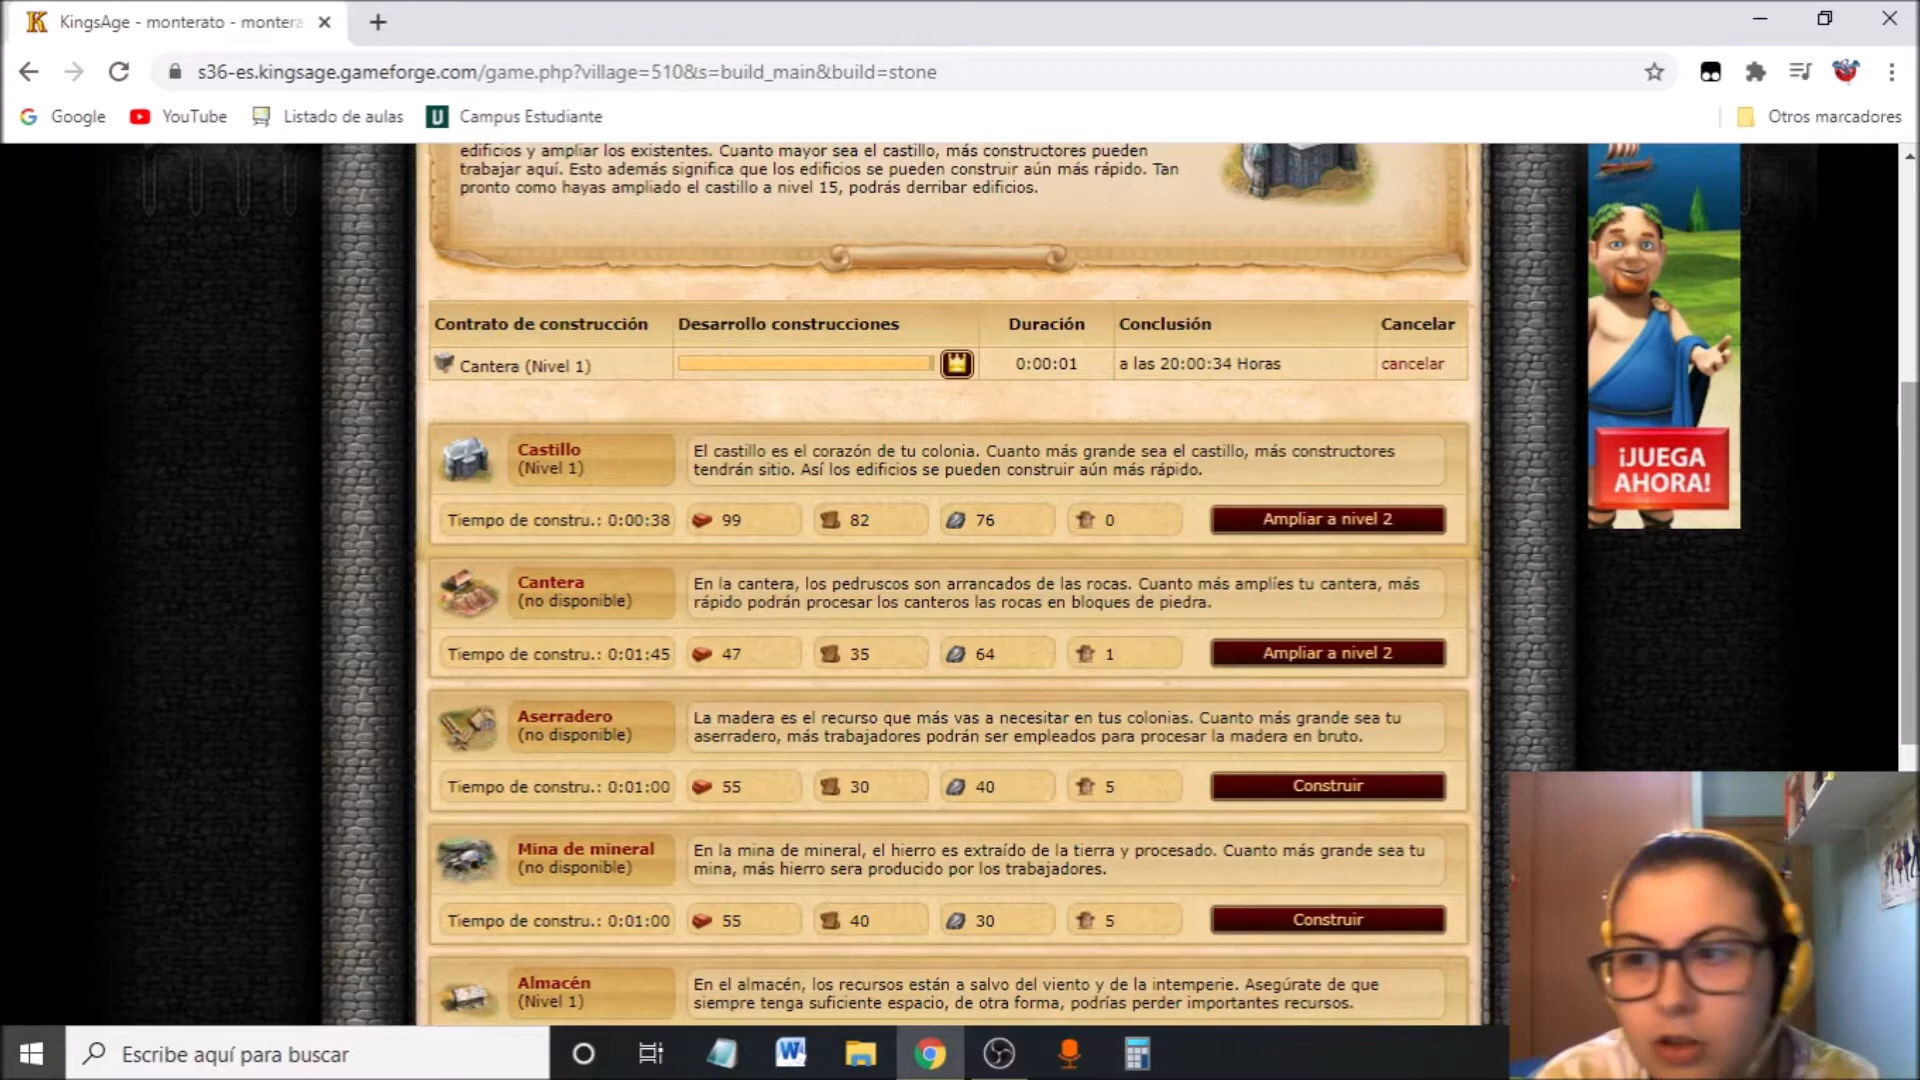 KingsAge - monterato - montera
s36-es.kingsage.gameforge.com/game.php?village=510&s=build_main&build=stone
Google
YouTube
Listado de aulas
Campus Estudiante
Otros marcadores
edificios y ampliar los existentes. Cuanto mayor sea el castillo, más constructores pueden
trabajar aquí. Esto además significa que los edificios se pueden construir aún más rápido. Tan
pronto como hayas ampliado el castillo a nivel 15, podrás derribar edificios.
Contrato de construcción Desarrollo construcciones Duración Conclusión Cancelar
Cantera (Nivel 1) 0:00:01 a las 20:00:34 Horas cancelar
Castillo
(Nivel 1)
El castillo es el corazón de tu colonia. Cuanto más grande sea el castillo, más constructores
tendrán sitio. Así los edificios se pueden construir aún más rápido.
Tiempo de constru.: 0:00:38 99 82 76 0 Ampliar a nivel 2
Cantera
(no disponible)
En la cantera, los pedruscos son arrancados de las rocas. Cuanto más amplíes tu cantera, más
rápido podrán procesar los canteros las rocas en bloques de piedra.
Tiempo de constru.: 0:01:45 47 35 64 1 Ampliar a nivel 2
Aserradero
(no disponible)
La madera es el recurso que más vas a necesitar en tus colonias. Cuanto más grande sea tu
aserradero, más trabajadores podrán ser empleados para procesar la madera en bruto.
Tiempo de constru.: 0:01:00 55 30 40 5 Construir
Mina de mineral
(no disponible)
En la mina de mineral, el hierro es extraído de la tierra y procesado. Cuanto más grande sea tu
mina, más hierro sera producido por los trabajadores.
Tiempo de constru.: 0:01:00 55 40 30 5 Construir
Almacén
(Nivel 1)
En el almacén, los recursos están a salvo del viento y de la intemperie. Asegúrate de que
siempre tenga suficiente espacio, de otra forma, podrías perder importantes recursos.
¡JUEGA
AHORA!
Escribe aquí para buscar